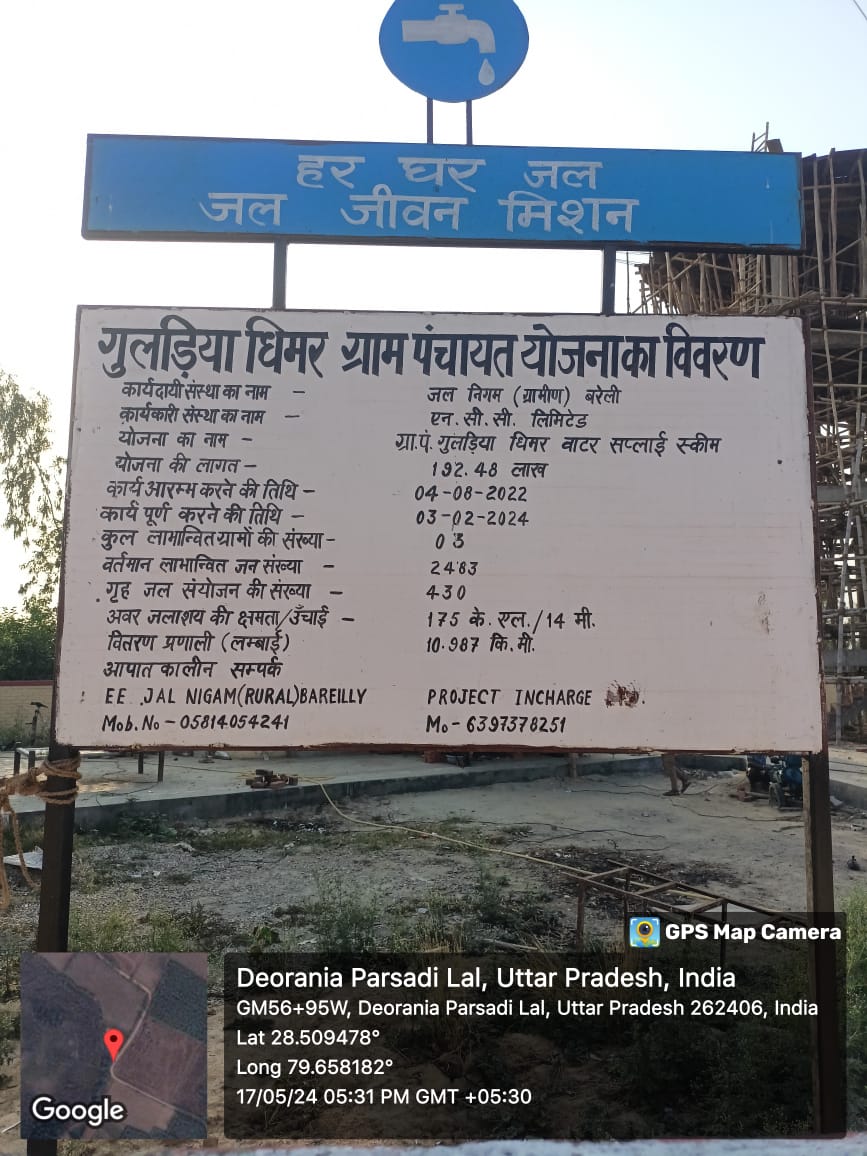 हर घर जल
जल जीवन मिशन
गुलड़िया धिमर ग्राम पंचायत योजना का विवरण
कार्यदायी संस्था का नाम – जल निगम (ग्रामीण) बरेली
कार्यकारी संस्था का नाम – एन. सी. सी. लिमिटेड
योजना का नाम – ग्रा.पं. गुलड़िया धिमर वाटर सप्लाई स्कीम
योजना की लागत – 192.48 लाख
कार्य आरम्भ करने की तिथि – 04-08-2022
कार्य पूर्ण करने की तिथि – 03-02-2024
कुल लाभान्वित ग्रामों की संख्या - 03
वर्तमान लाभान्वित जन संख्या – 2483
गृह जल संयोजन की संख्या – 430
अवर जलाशय की क्षमता/उँचाई – 175 के. एल./14 मी.
वितरण प्रणाली (लम्बाई) 10.987 कि.मी.
आपात कालीन सम्पर्क
EE. JAL NIGAM(RURAL)BAREILLY PROJECT INCHARGE
Mob.No – 05814054241 Mo- 6397378251
GPS Map Camera
Deorania Parsadi Lal, Uttar Pradesh, India
GM56+95W, Deorania Parsadi Lal, Uttar Pradesh 262406, India
Lat 28.509478°
Long 79.658182°
17/05/24 05:31 PM GMT +05:30
Google